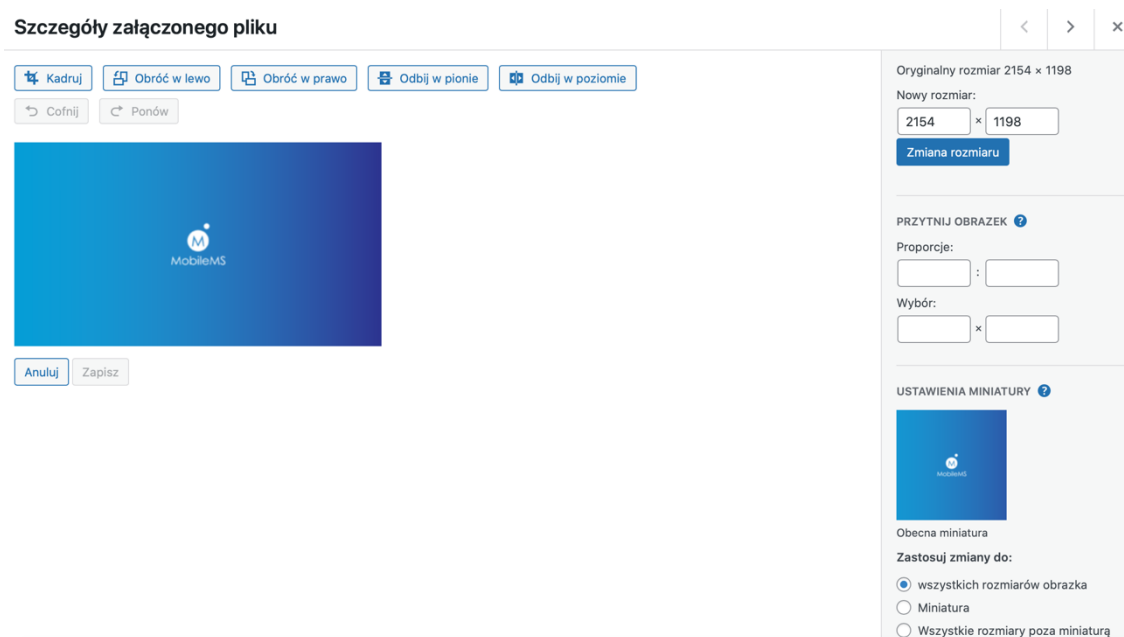 Szczegóły załączonego pliku
Kadruj
Obróć w lewo
Obróć w prawo
Odbij w pionie
Odbij w poziomie
Cofnij
Ponów
M
MobileMS
Anuluj
Zapisz
Oryginalny rozmiar 2154 × 1198
Nowy rozmiar:
2154 × 1198
Zmiana rozmiaru
PRZYTNIJ OBRAZEK ?
Proporcje:
:
Wybór:
×
USTAWIENIA MINIATURY ?
M
MobileMS
Obecna miniatura
Zastosuj zmiany do:
wszystkich rozmiarów obrazka
Miniatura
Wszystkie rozmiary poza miniaturą